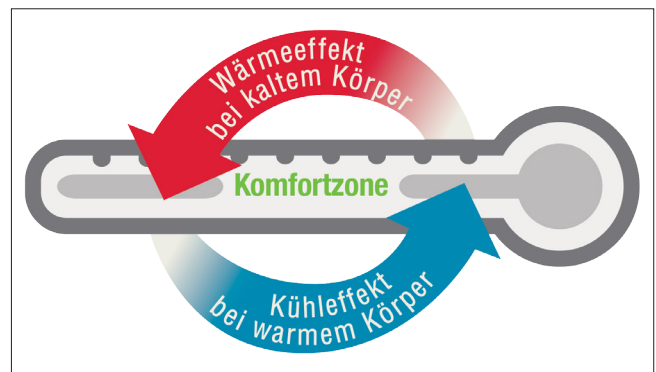 Wärmeeffekt
bei kaltem Körper
Komfortzone
Kühleffekt
bei warmem Körper